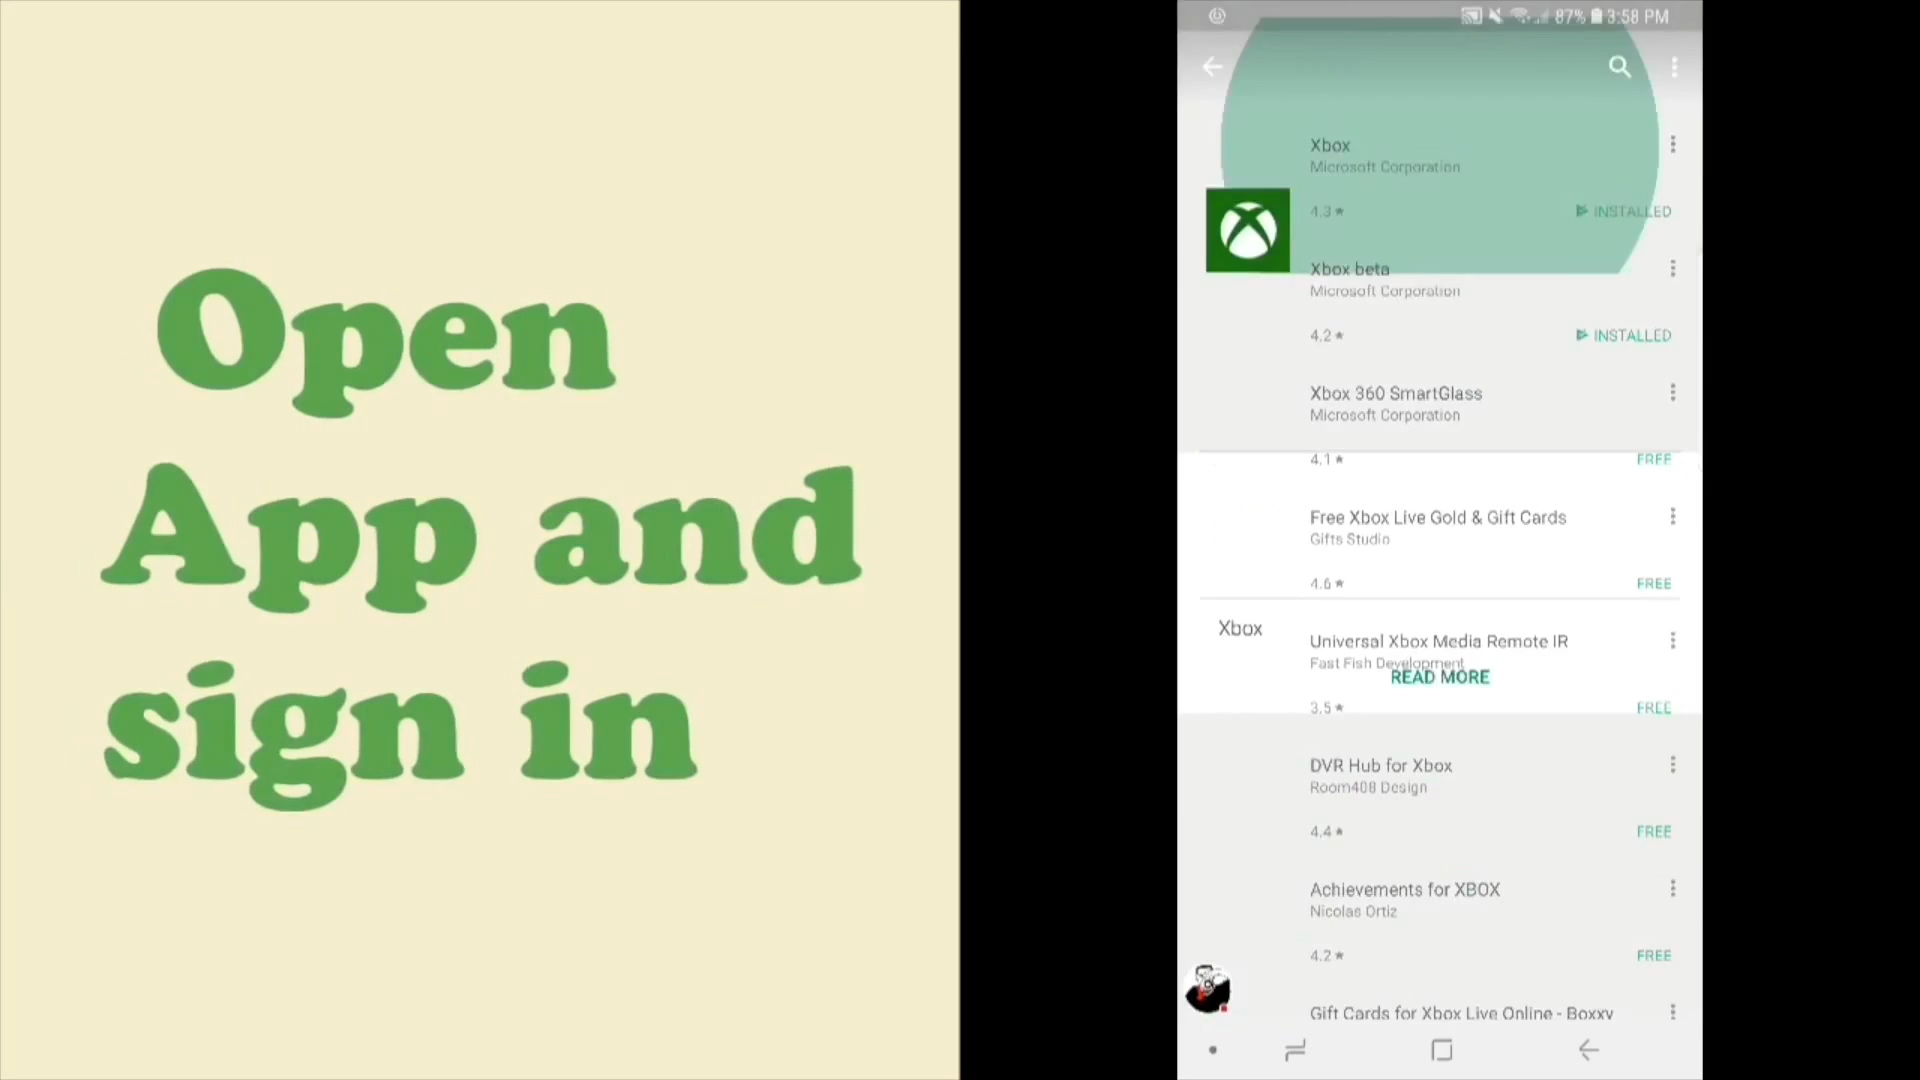 Open
App and
sign in
87% 3:58 PM
Xbox
Microsoft Corporation
4.3 INSTALLED
Xbox beta
Microsoft Corporation
4.2 INSTALLED
Xbox 360 SmartGlass
Microsoft Corporation
4.1 FREE
Free Xbox Live Gold & Gift Cards
Gifts Studio
4.6 FREE
Xbox
Universal Xbox Media Remote IR
Fast Fish Development
READ MORE
3.5 FREE
DVR Hub for Xbox
Room408 Design
4.4 FREE
Achievements for XBOX
Nicolas Ortiz
4.2 FREE
Gift Cards for Xbox Live Online - Boxxy